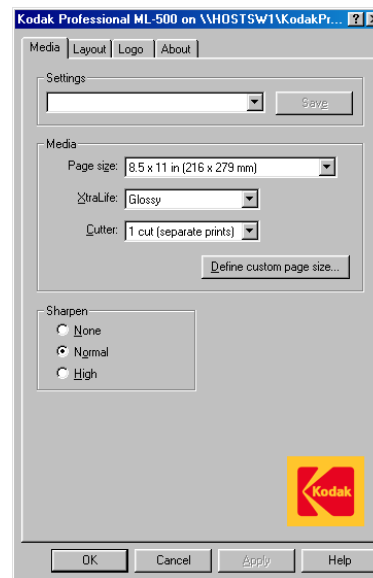 Kodak Professional ML-500 on \\HOSTSW1\KodakPr...
Media Layout Logo About
Settings
Save
Media
Page size: 8.5 x 11 in (216 x 279 mm)
XtraLife: Glossy
Cutter: 1 cut (separate prints)
Define custom page size...
Sharpen
None
Normal
High
Kodak
OK Cancel Apply Help